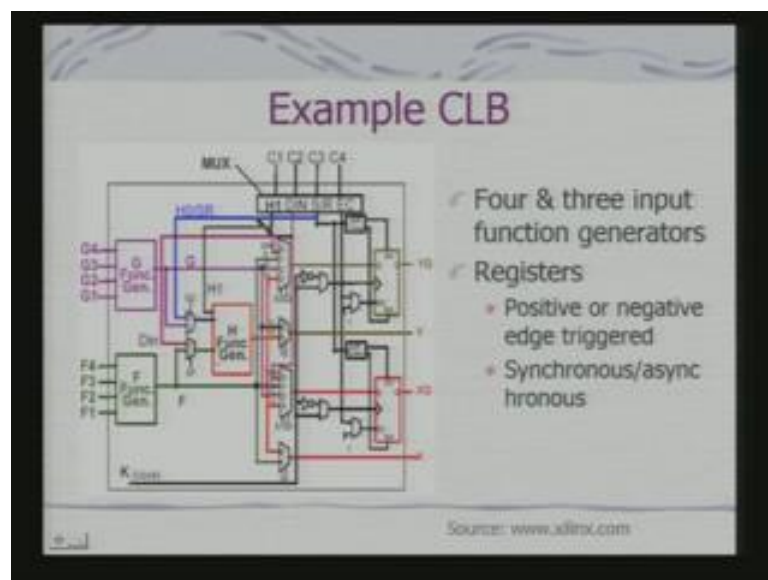 Example CLB
MUX
C1 C2 C3 C4
H1 DIN S/R EC
H0/SR
G4
G3
G2
G1
G
Func.
Gen.
G
H1
H
Func.
Gen.
Din
F4
F3
F2
F1
F
Func.
Gen.
F
K
YQ
Y
XQ
Four & three input
function generators
Registers
Positive or negative
edge triggered
Synchronous/async
hronous
Source: www.xilinx.com